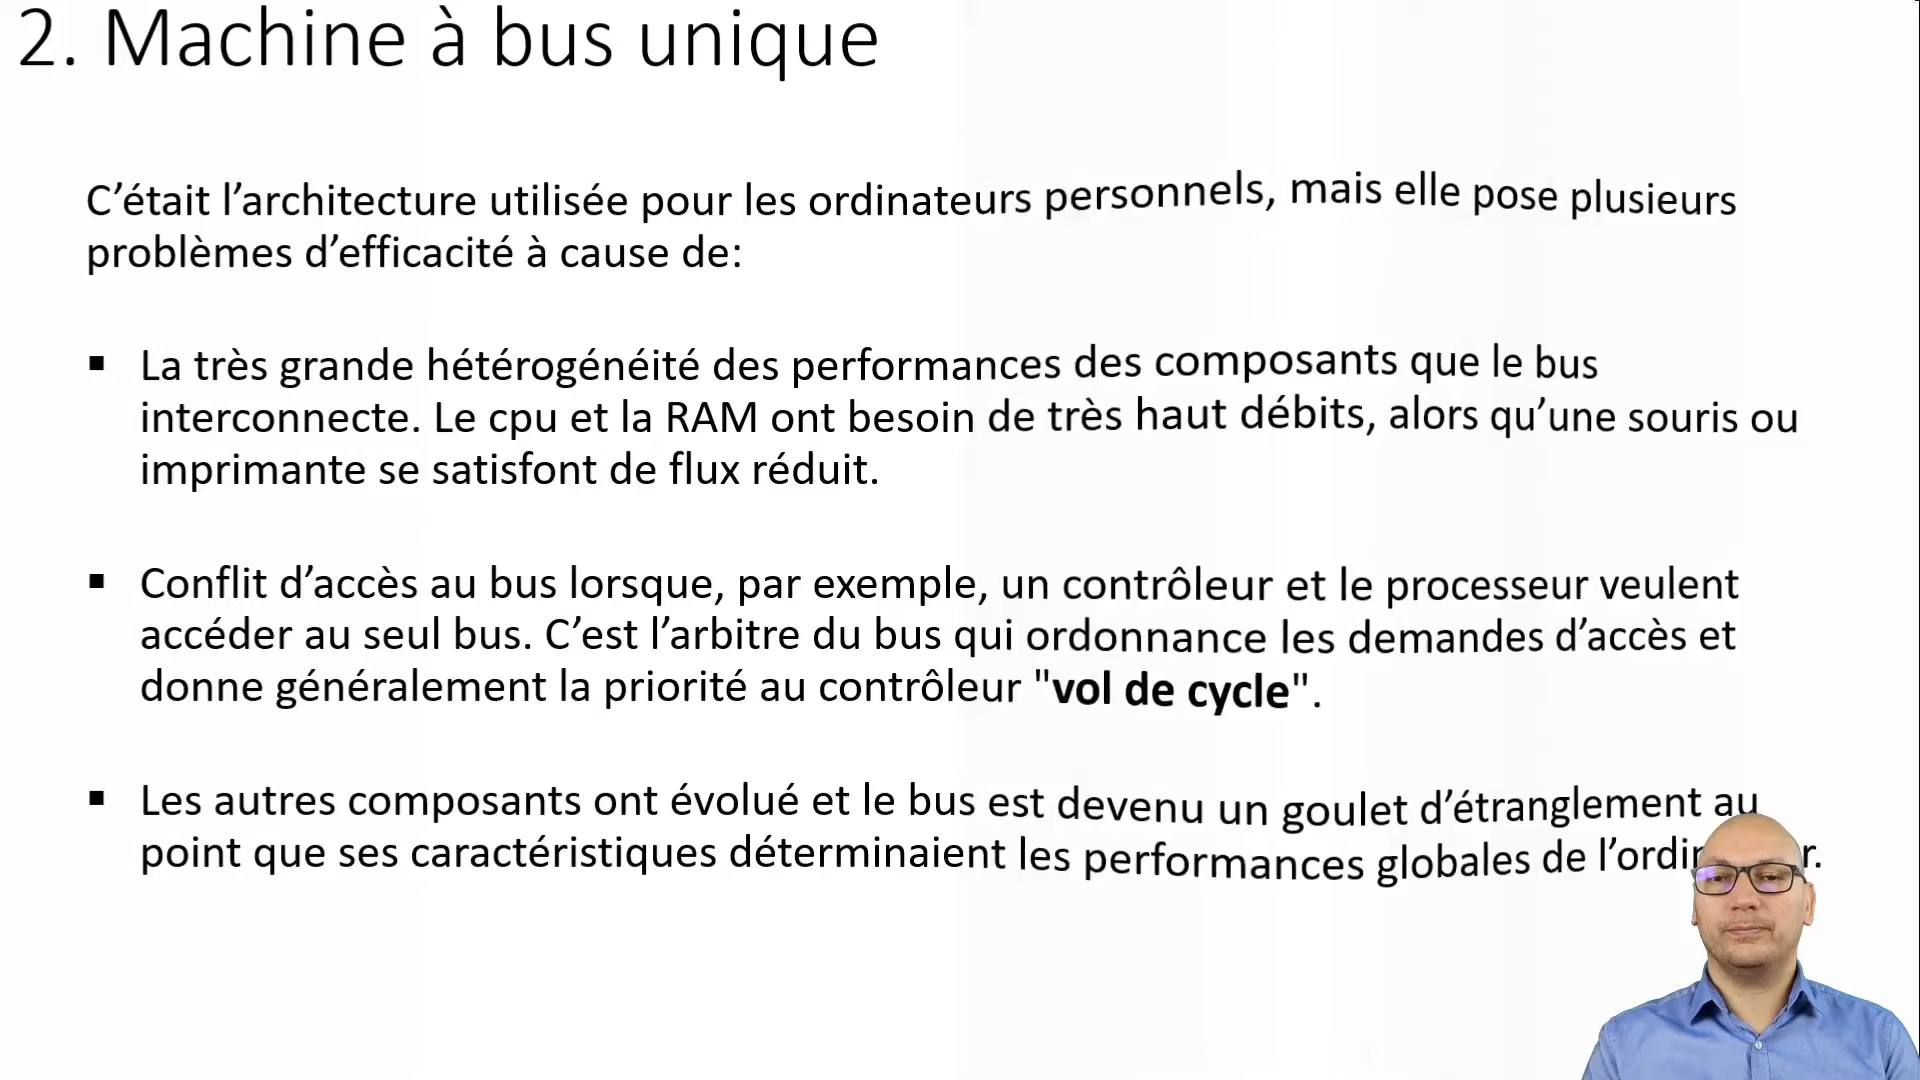 2. Machine à bus unique
C’était l’architecture utilisée pour les ordinateurs personnels, mais elle pose plusieurs
problèmes d’efficacité à cause de:
▪ La très grande hétérogénéité des performances des composants que le bus
interconnecte. Le cpu et la RAM ont besoin de très haut débits, alors qu’une souris ou
imprimante se satisfont de flux réduit.
▪ Conflit d’accès au bus lorsque, par exemple, un contrôleur et le processeur veulent
accéder au seul bus. C’est l’arbitre du bus qui ordonnance les demandes d’accès et
donne généralement la priorité au contrôleur "vol de cycle".
▪ Les autres composants ont évolué et le bus est devenu un goulet d’étranglement au
point que ses caractéristiques déterminaient les performances globales de